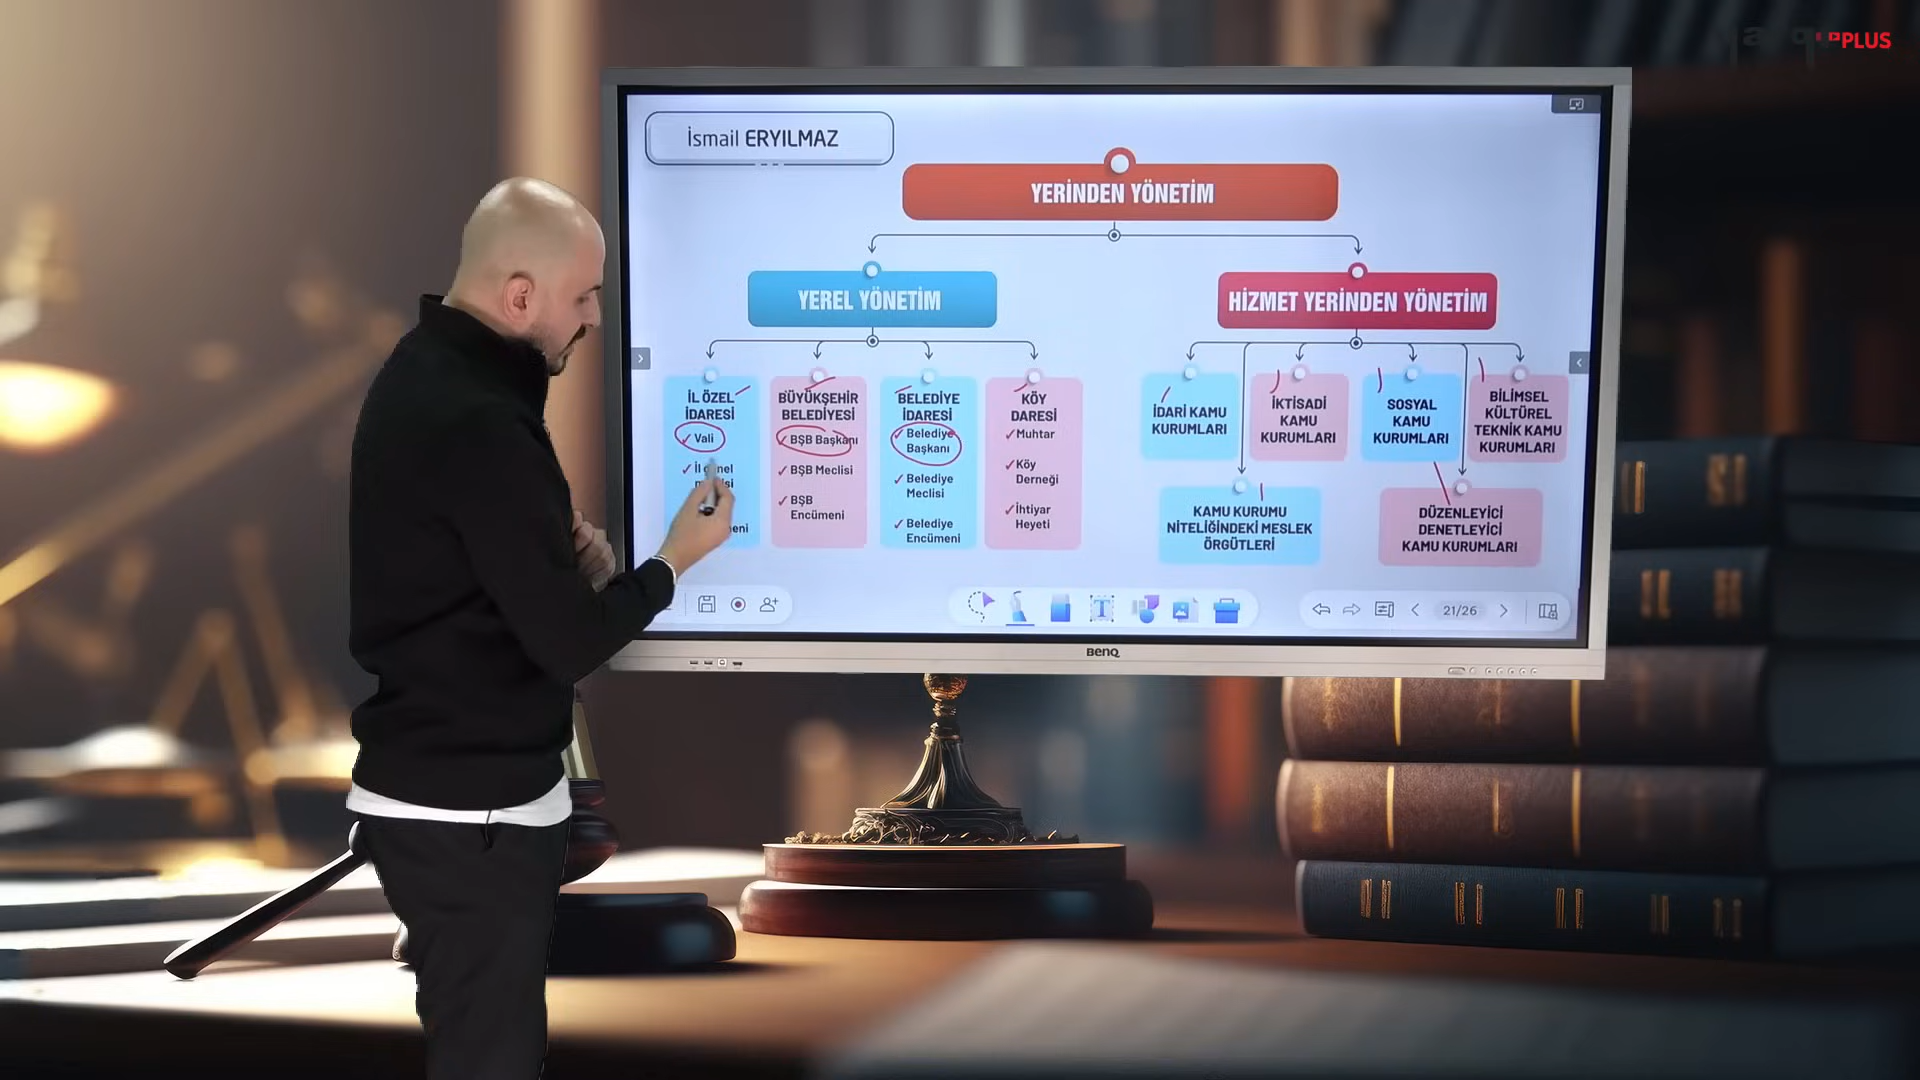 PLUS
İsmail ERYILMAZ
YERİNDEN YÖNETİM
YEREL YÖNETİM
HİZMET YERİNDEN YÖNETİM
İL ÖZEL
İDARESİ
✓ Vali
✓ İl
BÜYÜKŞEHİR
BELEDİYESİ
✓ BŞB Başkanı
✓ BŞB Meclisi
✓ BŞB
Encümeni
BELEDİYE
İDARESİ
✓ Belediye
Başkanı
✓ Belediye
Meclisi
✓ Belediye
Encümeni
KÖY
DARESİ
✓ Muhtar
✓ Köy
Derneği
✓ İhtiyar
Heyeti
İDARİ KAMU
KURUMLARI
İKTİSADİ
KAMU
KURUMLARI
SOSYAL
KAMU
KURUMLARI
BİLİMSEL
KÜLTÜREL
TEKNİK KAMU
KURUMLARI
KAMU KURUMU
NİTELİĞİNDEKİ MESLEK
ÖRGÜTLERİ
DÜZENLEYİCİ
DENETLEYİCİ
KAMU KURUMLARI
21/26
BenQ